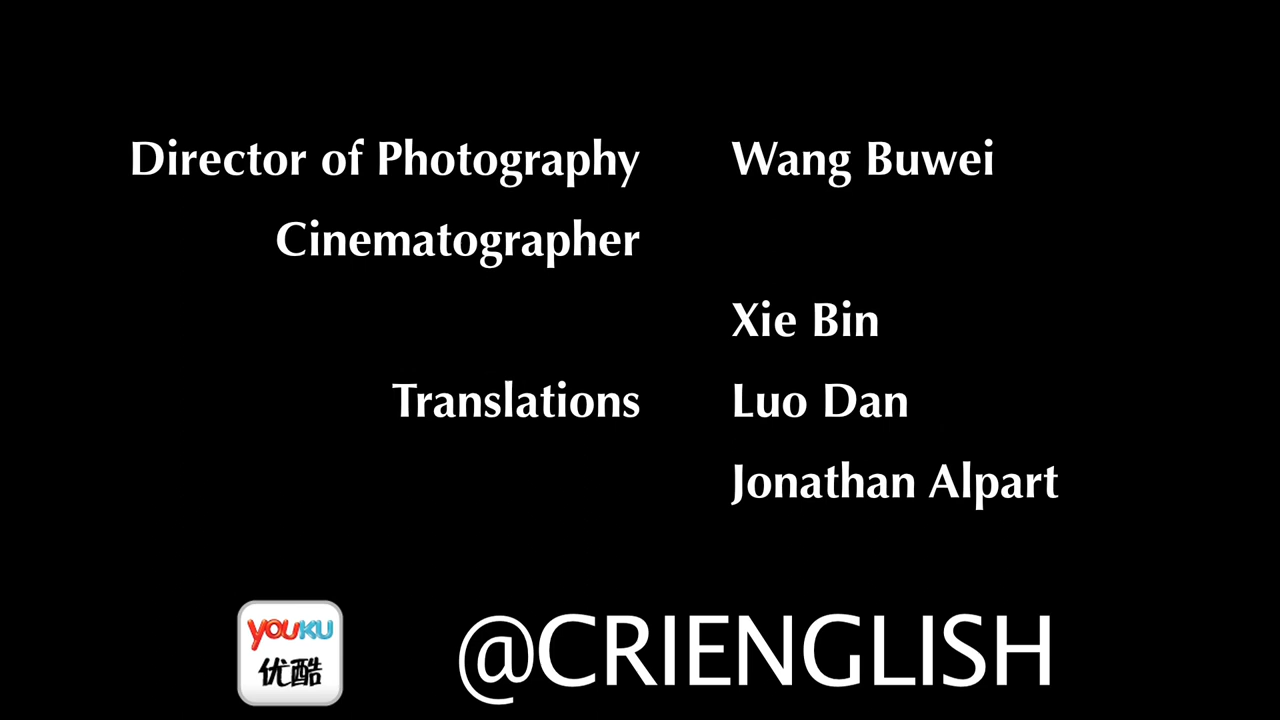 Director of Photography Wang Buwei
Cinematographer
Xie Bin
Translations Luo Dan
Jonathan Alpart
YOUKU
优酷
@CRIENGLISH